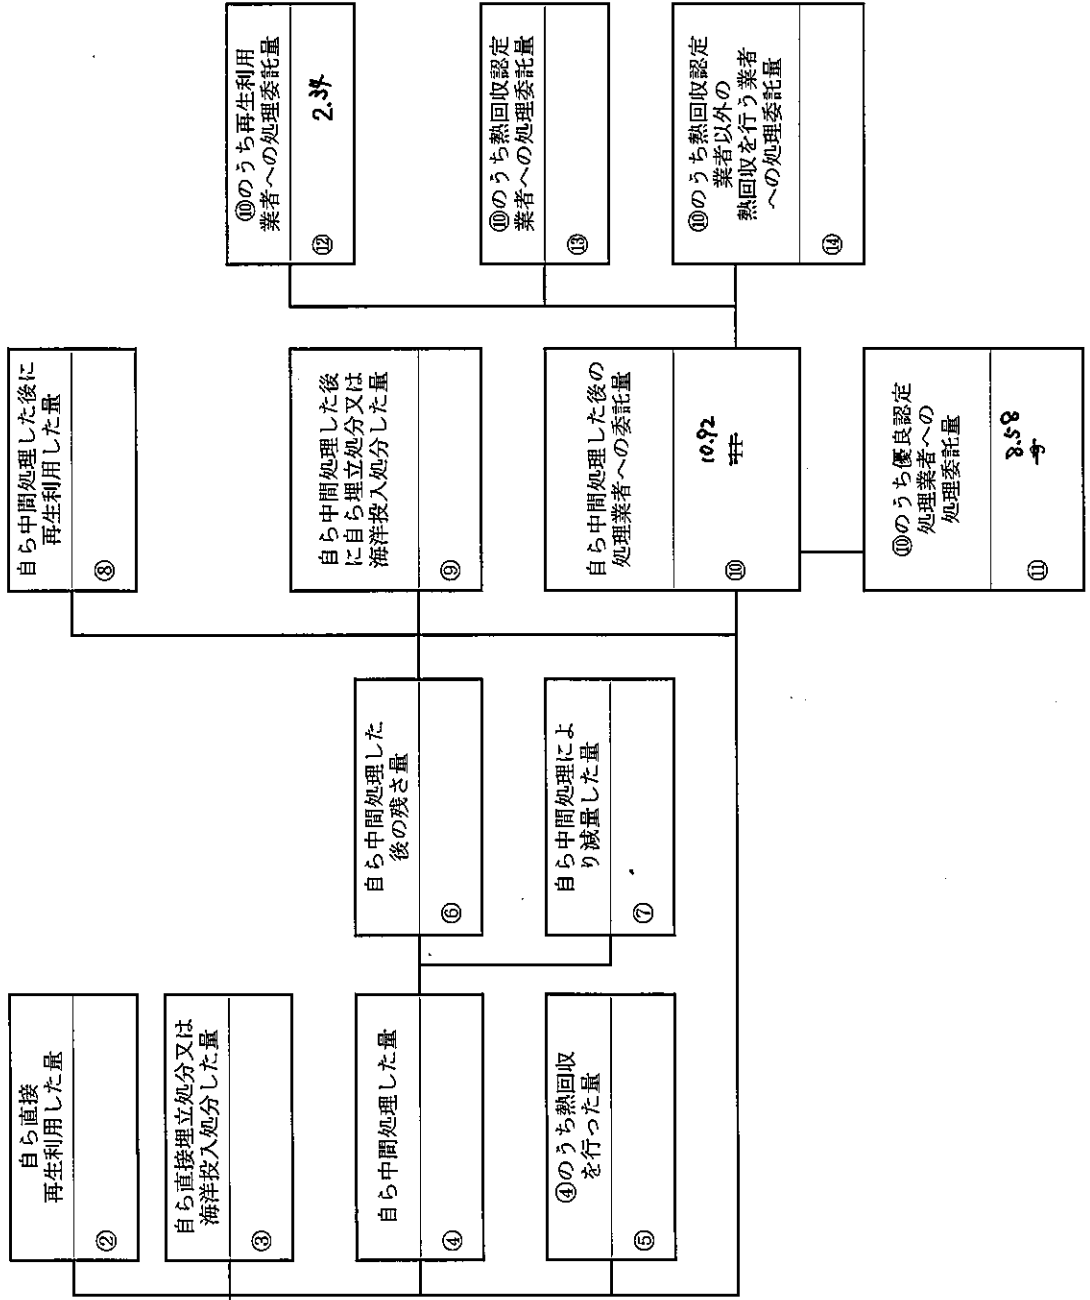 自ら直接
再生利用した量
②
自ら直接埋立処分又は
海洋投入処分した量
③
自ら中間処理した量
④
④のうち熱回収
を行った量
⑤
自ら中間処理した
後の残さ量
⑥
自ら中間処理によ
り減量した量
⑦
自ら中間処理した後に
再生利用した量
⑧
自ら中間処理した後
に自ら埋立処分又は
海洋投入処分した量
⑨
自ら中間処理した後の
処理業者への委託量
10.92
⑩
⑩のうち優良認定
処理業者への
処理委託量
8.58
⑪
⑩のうち再生利用
業者への処理委託量
2.34
⑫
⑩のうち熱回収認定
業者への処理委託量
⑬
⑩のうち熱回収認定
業者以外の
熱回収を行う業者
への処理委託量
⑭